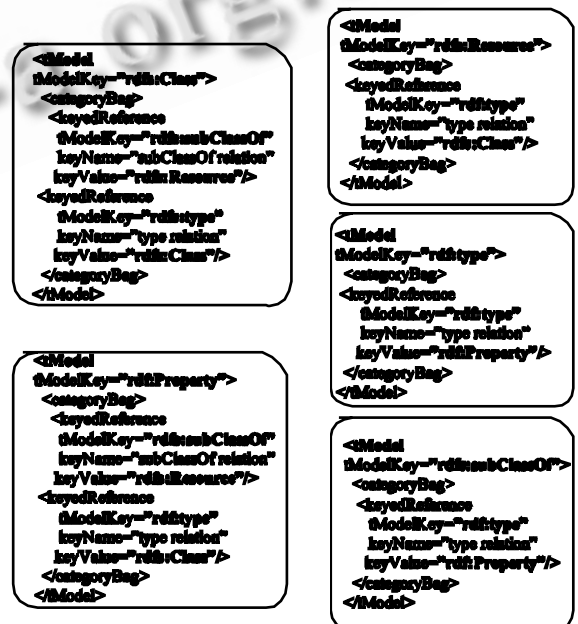 <tModel
tModelKey="rdfs:Class">
<categoryBag>
<keyedReference
tModelKey="rdfs:subClassOf"
keyName="subClassOf relation"
keyValue="rdfs:Resource"/>
<keyedReference
tModelKey="rdfs:type"
keyName="type relation"
keyValue="rdfs:Class"/>
</categoryBag>
</tModel>
<tModel
tModelKey="rdf:Property">
<categoryBag>
<keyedReference
tModelKey="rdfs:subClassOf"
keyName="subClassOf relation"
keyValue="rdfs:Resource"/>
<keyedReference
tModelKey="rdf:type"
keyName="type relation"
keyValue="rdfs:Class"/>
</categoryBag>
</tModel>
<tModel
tModelKey="rdfs:Resource">
<categoryBag>
<keyedReference
tModelKey="rdf:type"
keyName="type relation"
keyValue="rdfs:Class"/>
</categoryBag>
</tModel>
<tModel
tModelKey="rdf:type">
<categoryBag>
<keyedReference
tModelKey="rdf:type"
keyName="type relation"
keyValue="rdf:Property"/>
</categoryBag>
</tModel>
<tModel
tModelKey="rdfs:subClassOf">
<categoryBag>
<keyedReference
tModelKey="rdf:type"
keyName="type relation"
keyValue="rdf:Property"/>
</categoryBag>
</tModel>